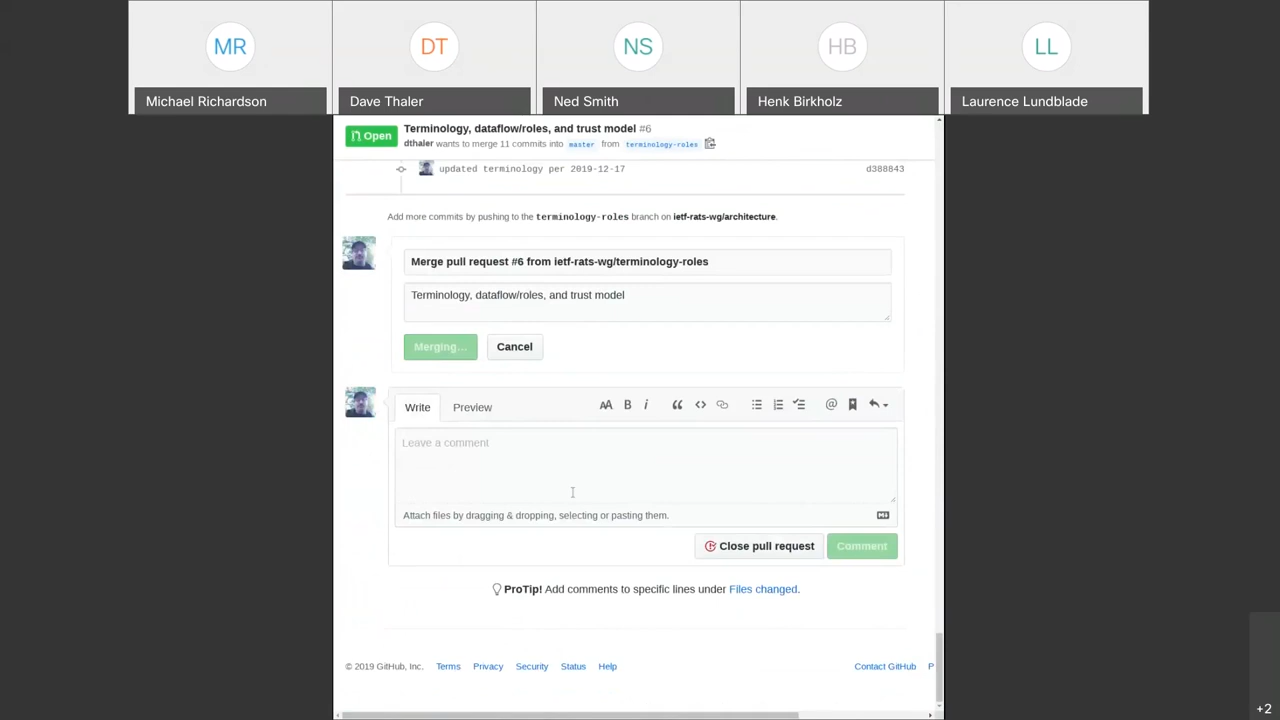 MR
DT
NS
HB
LL
Michael Richardson
Dave Thaler
Ned Smith
Henk Birkholz
Laurence Lundblade
Open
Terminology, dataflow/roles, and trust model #6
dthaler wants to merge 11 commits into master from terminology-roles
updated terminology per 2019-12-17
d388843
Add more commits by pushing to the terminology-roles branch on ietf-rats-wg/architecture.
Merge pull request #6 from ietf-rats-wg/terminology-roles
Terminology, dataflow/roles, and trust model
Merging...
Cancel
Write
Preview
AA B i
Leave a comment
Attach files by dragging & dropping, selecting or pasting them.
Close pull request
Comment
ProTip! Add comments to specific lines under Files changed.
© 2019 GitHub, Inc.
Terms
Privacy
Security
Status
Help
Contact GitHub
P
+2